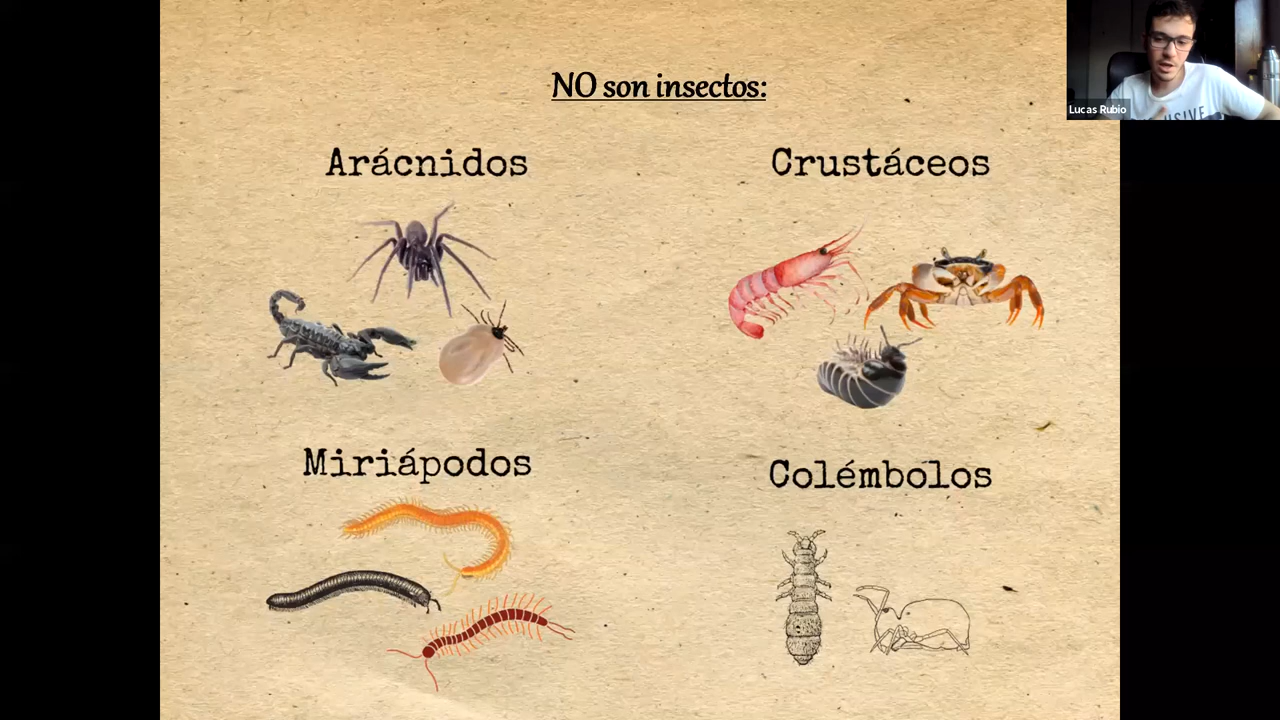 NO son insectos:
Lucas Rubio
Arácnidos
Crustáceos
Miriápodos
Colémbolos